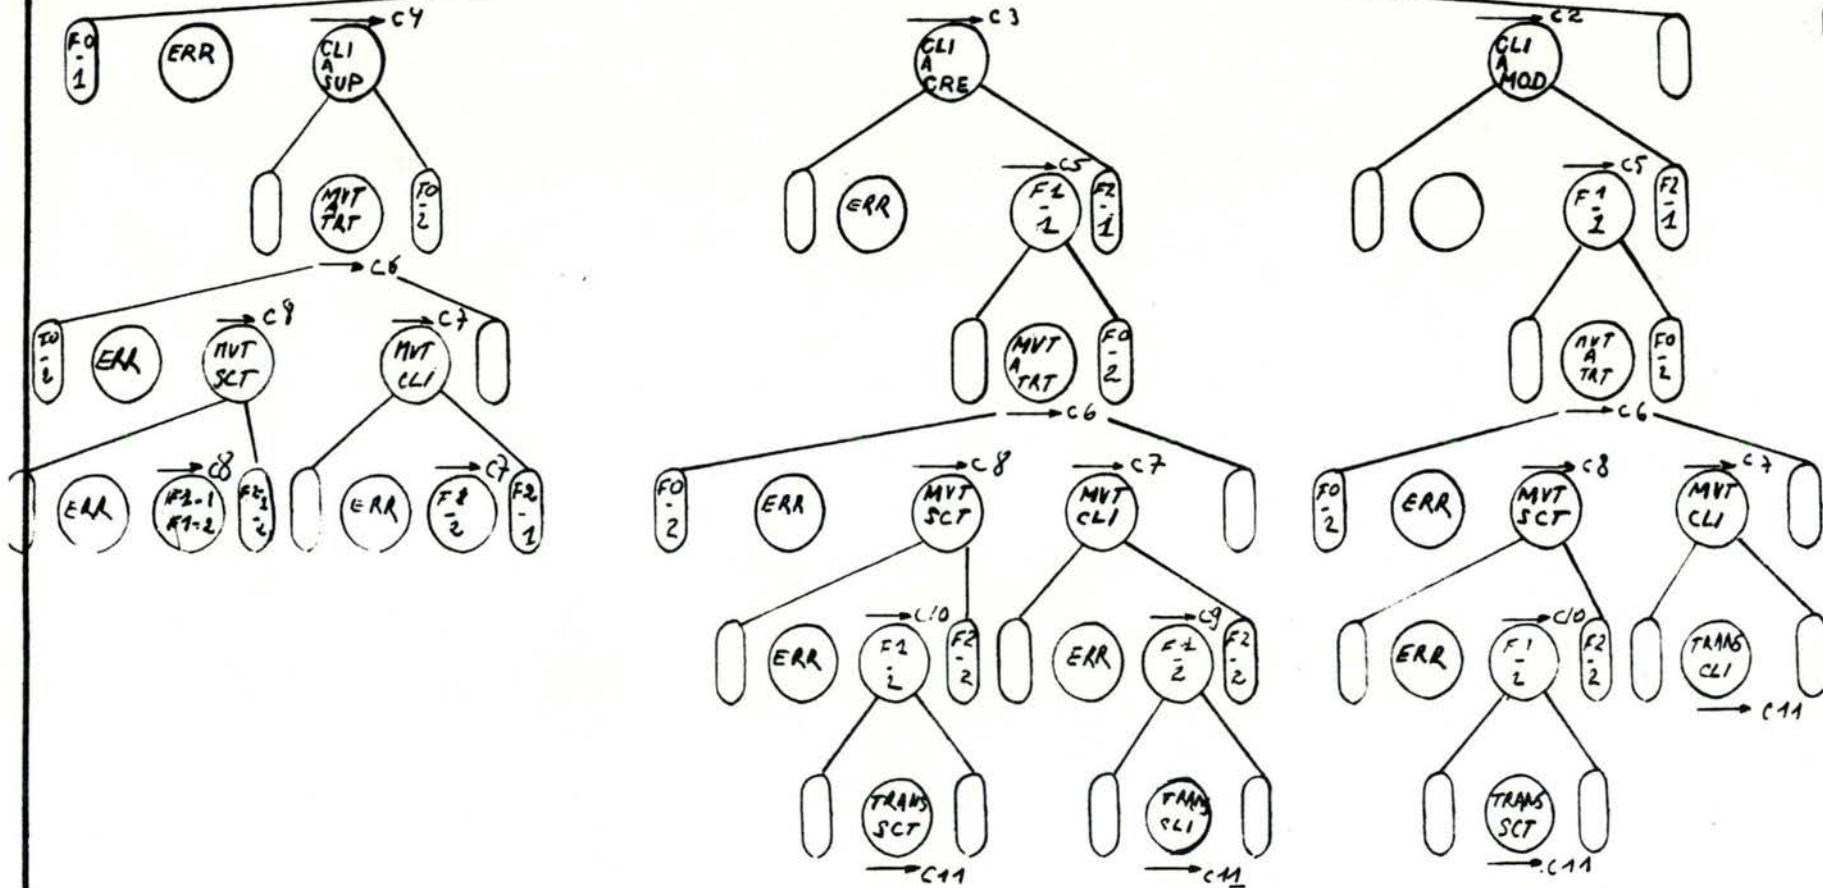 C4
C3
C2
F0
-
1
ERR
CLI
A
SUP
CLI
A
CRE
CLI
A
MOD
C5
C5
MVT
A
TRT
F0
-
2
ERR
F1
-
1
F2
-
1
F1
-
1
F2
-
1
C6
C8
C7
F0
-
2
ERR
MVT
SCT
MVT
CLI
MVT
A
TRT
F0
-
2
MVT
A
TRT
F0
-
2
C6
C6
C8
C7
C8
C7
C8
C7
ERR
F1-2
ERR
2
F2
-
1
F0
-
2
ERR
MVT
SCT
MVT
CLI
F0
-
2
ERR
MVT
SCT
MVT
CLI
C10
C9
C10
ERR
F1
-
2
F2
-
2
ERR
F1
-
2
F2
-
2
ERR
F1
-
2
F2
-
2
TRANS
CLI
C11
TRANS
SCT
TRANS
CLI
TRANS
SCT
C11
C11
C11